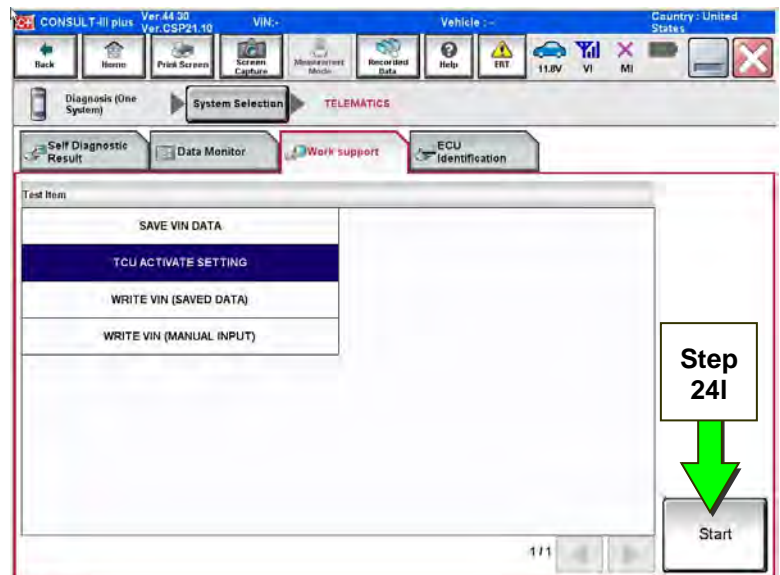 CONSULT-III plus
Ver.44.30
Ver.CSP21.10
VIN:-
Vehicle : -
Country : United
States
Back
Home
Print Screen
Screen
Capture
Measurement
Mode
Recorded
Data
Help
ERT
11.8V
VI
MI
Diagnosis (One
System)
System Selection
TELEMATICS
Self Diagnostic
Result
Data Monitor
Work support
ECU
Identification
Test Item
SAVE VIN DATA
TCU ACTIVATE SETTING
WRITE VIN (SAVED DATA)
WRITE VIN (MANUAL INPUT)
Step
24l
Start
1/1